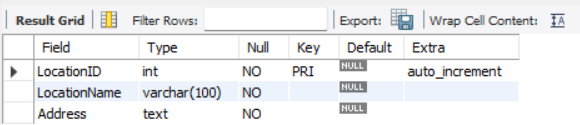 Result Grid Filter Rows: Export: Wrap Cell Content: IA
Field Type Null Key Default Extra
LocationID int NO PRI NULL auto_increment
LocationName varchar(100) NO NULL
Address text NO NULL